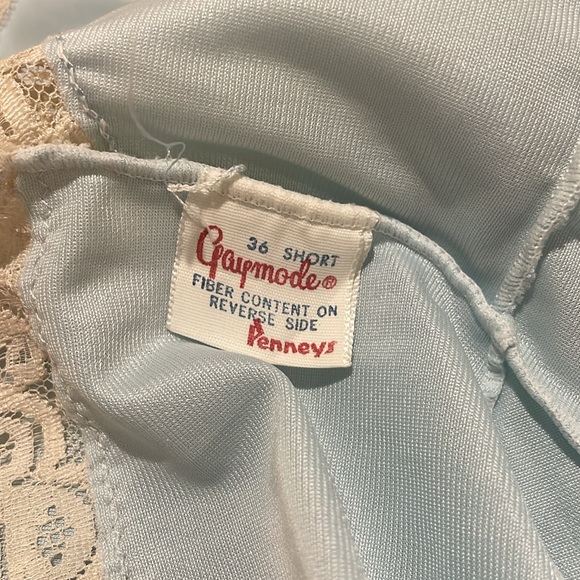 36 SHORT
Gaymode®
FIBER CONTENT ON
REVERSE SIDE
Penneys